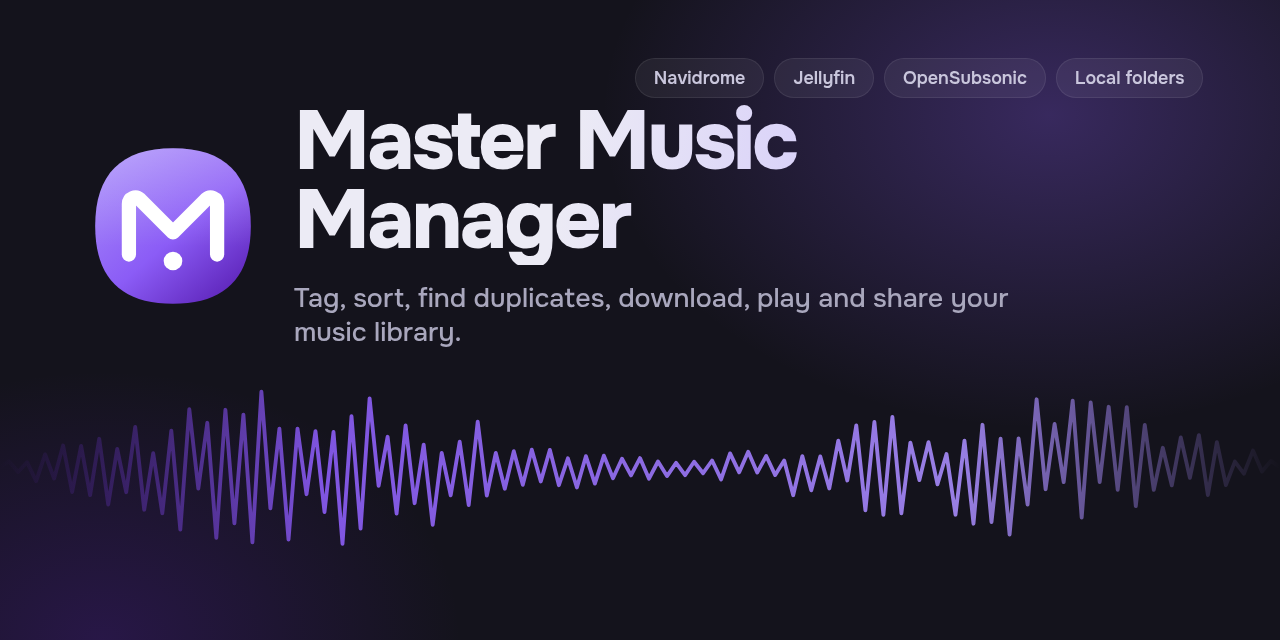 Navidrome
Jellyfin
OpenSubsonic
Local folders
Master Music
Manager
Tag, sort, find duplicates, download, play and share your
music library.